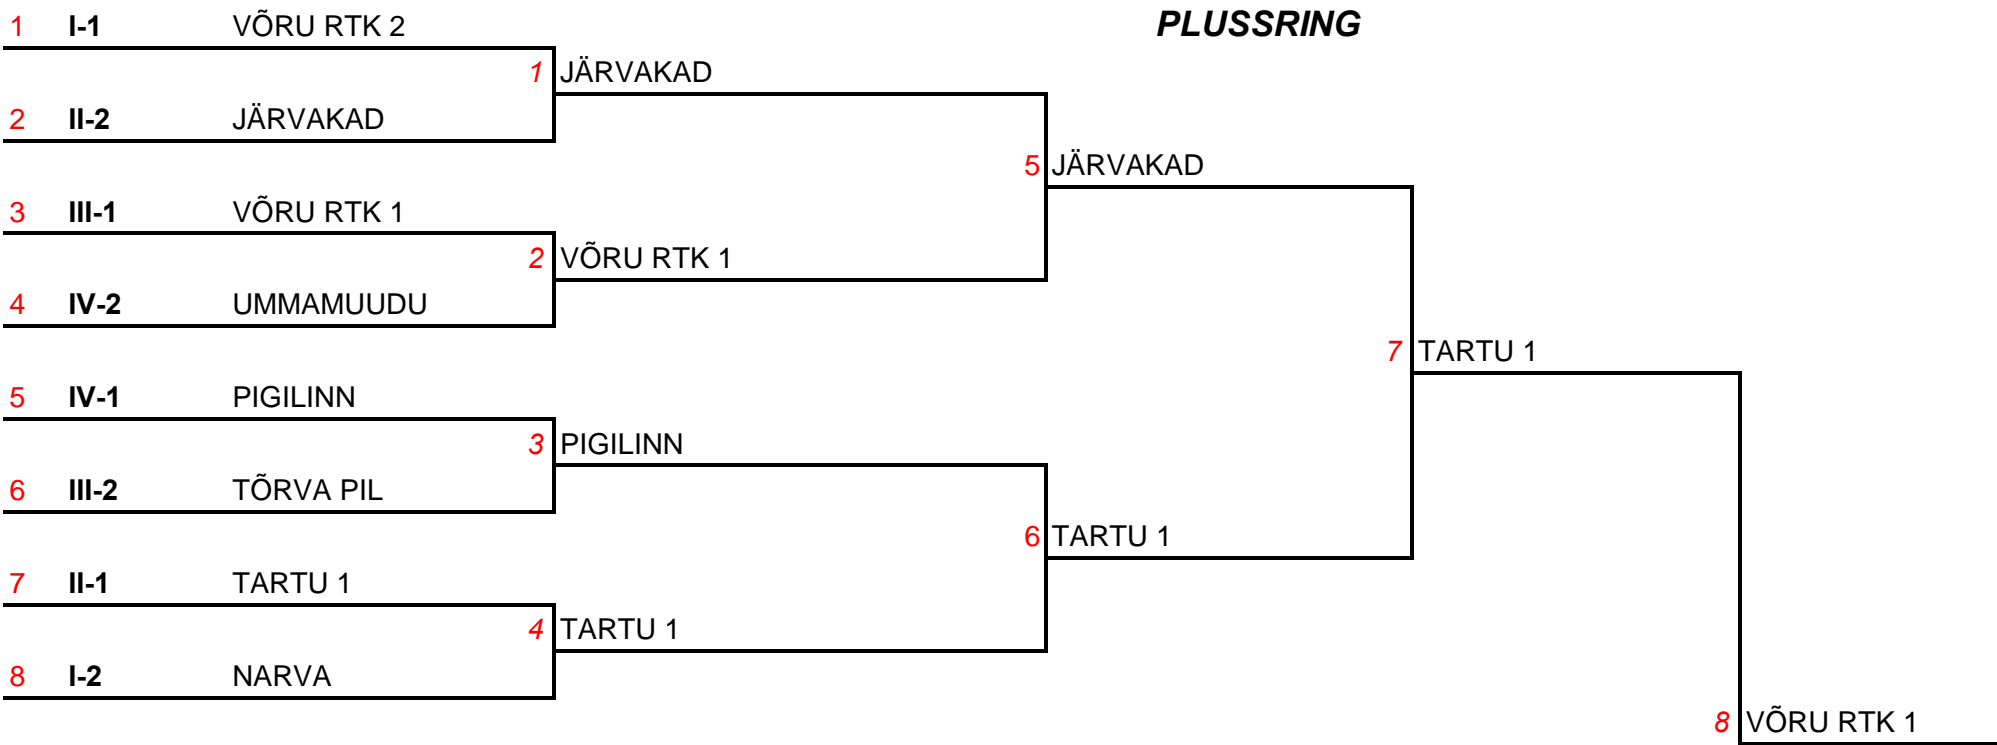 1 I-1 VÕRU RTK 2 PLUSSRING
1 JÄRVAKAD
2 II-2 JÄRVAKAD
5 JÄRVAKAD
3 III-1 VÕRU RTK 1
2 VÕRU RTK 1
4 IV-2 UMMAMUUDU
7 TARTU 1
5 IV-1 PIGILINN
3 PIGILINN
6 III-2 TÕRVA PIL
6 TARTU 1
7 II-1 TARTU 1
4 TARTU 1
8 I-2 NARVA
8 VÕRU RTK 1